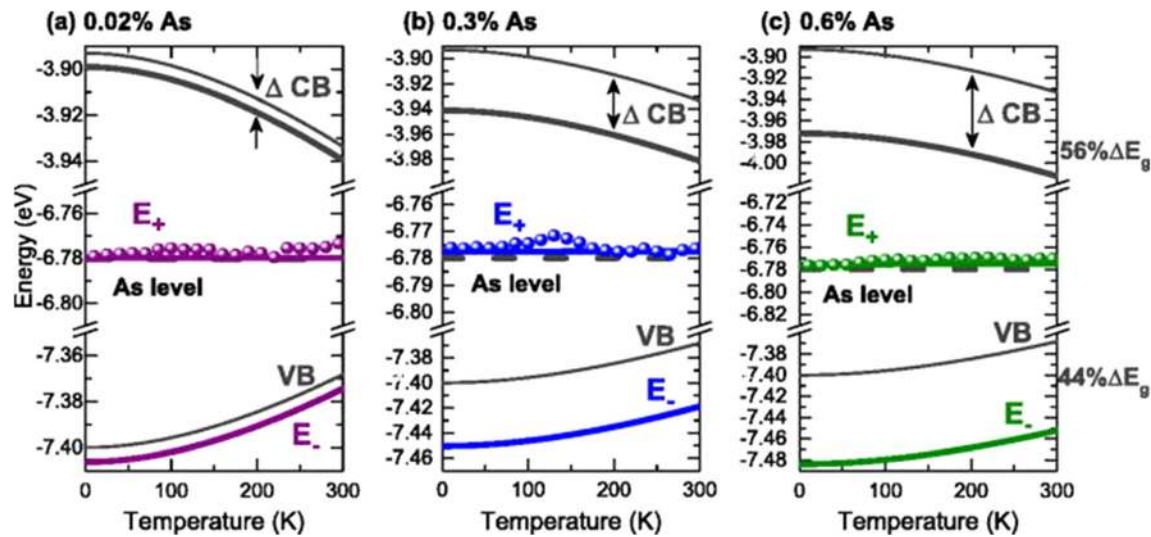 (a) 0.02% As
(b) 0.3% As
(c) 0.6% As
Energy (eV)
-3.90
-3.92
-3.94
-6.76
-6.78
-6.80
-7.36
-7.38
-7.40
Δ CB
E+
As level
VB
E-
0 100 200 300
Temperature (K)
-3.90
-3.92
-3.94
-3.96
-3.98
-6.76
-6.77
-6.78
-6.79
-6.80
-7.38
-7.40
-7.42
-7.44
-7.46
Δ CB
E+
As level
VB
E-
0 100 200 300
Temperature (K)
-3.90
-3.92
-3.94
-3.96
-3.98
-4.00
-6.72
-6.74
-6.76
-6.78
-6.80
-6.82
-7.38
-7.40
-7.42
-7.44
-7.46
-7.48
Δ CB
E+
As level
VB
E-
0 100 200 300
Temperature (K)
56%ΔEg
44%ΔEg